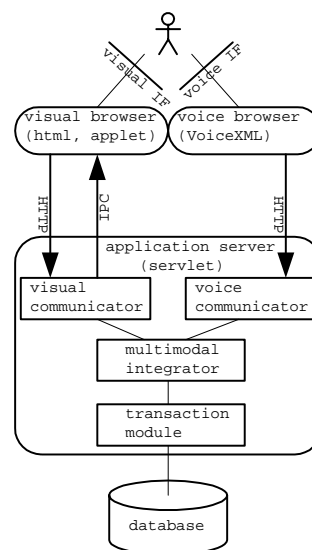 visual IF
voice IF
visual browser
(html, applet)
voice browser
(VoiceXML)
HTTP
IPC
HTTP
application server
(servlet)
visual
communicator
voice
communicator
multimodal
integrator
transaction
module
database